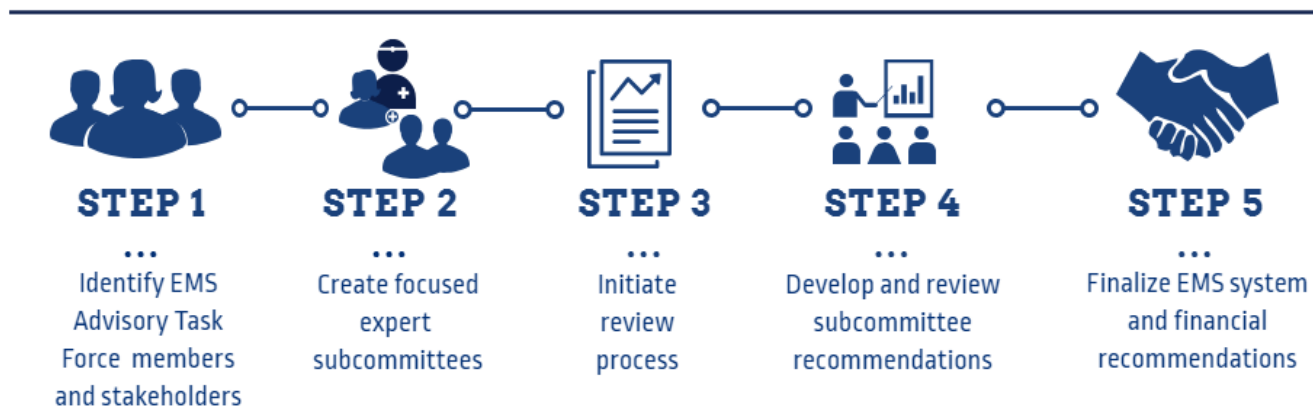 STEP 1
...
Identify EMS
Advisory Task
Force members
and stakeholders
STEP 2
...
Create focused
expert
subcommittees
STEP 3
...
Initiate
review
process
STEP 4
...
Develop and review
subcommittee
recommendations
STEP 5
...
Finalize EMS system
and financial
recommendations